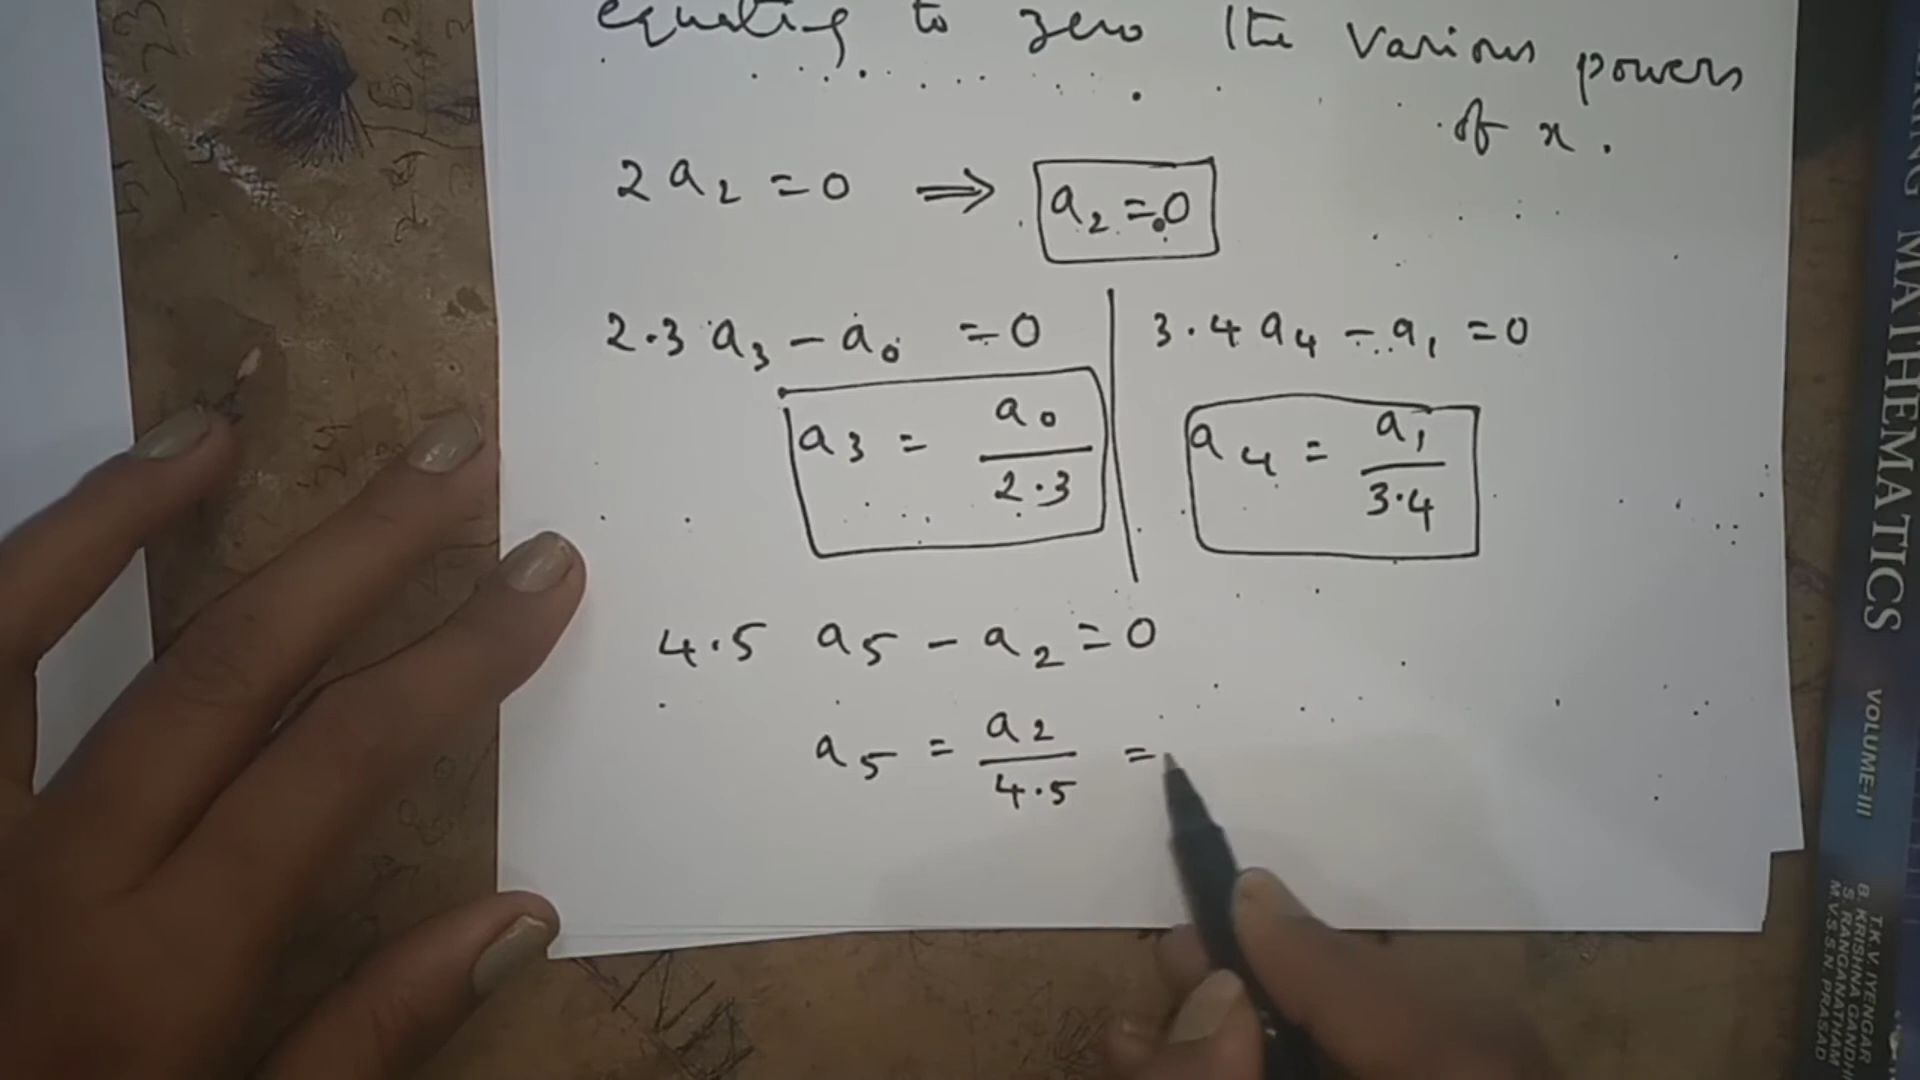 equating to zero the various powers
of x.
2a₂ = 0 ⇒ a₂ = 0
2·3 a₃ - a₀ = 0
a₃ = a₀/2·3
3·4 a₄ - a₁ = 0
a₄ = a₁/3·4
4·5 a₅ - a₂ = 0
a₅ = a₂/4·5 =
MATHEMATICS VOLUME-III
T.K.V. IYENGAR
B. KRISHNA GANDHI
S. RANGANATHAM
M.V.S.S.N. PRASAD